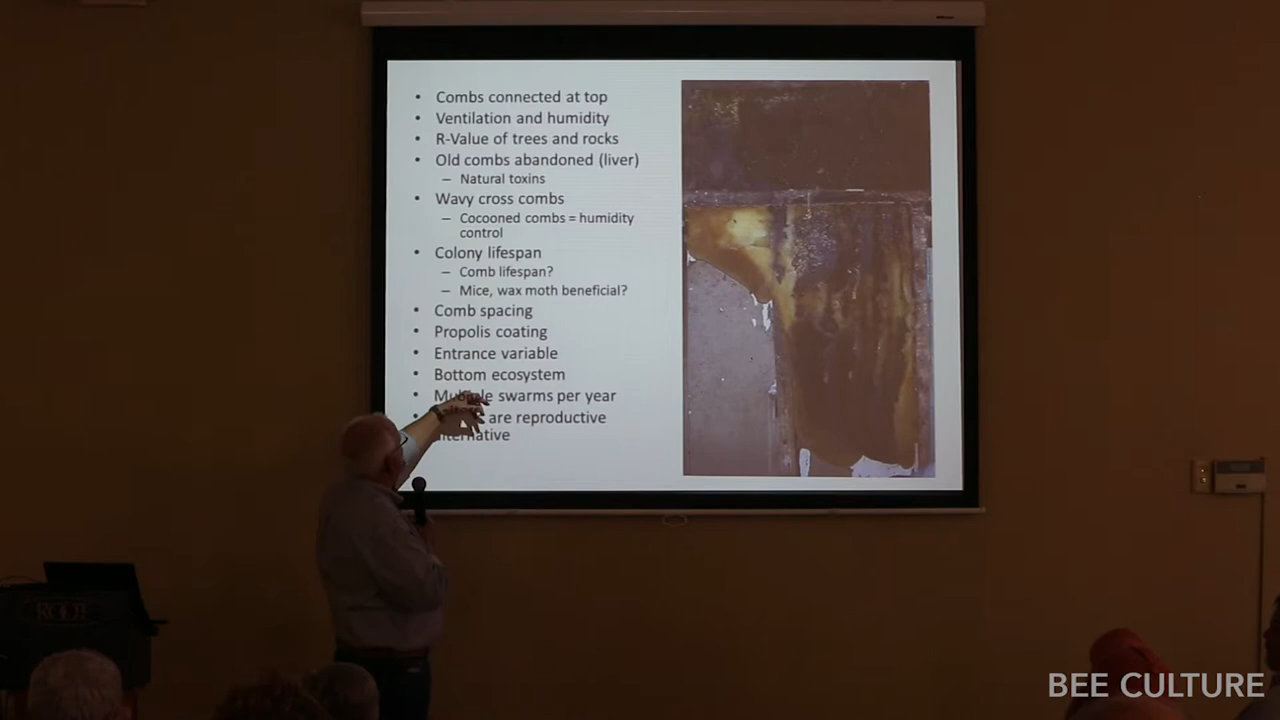 • Combs connected at top
• Ventilation and humidity
• R-Value of trees and rocks
• Old combs abandoned (liver)
– Natural toxins
• Wavy cross combs
– Cocooned combs = humidity
control
• Colony lifespan
– Comb lifespan?
– Mice, wax moth beneficial?
• Comb spacing
• Propolis coating
• Entrance variable
• Bottom ecosystem
• Multiple swarms per year
• are reproductive
alternative
ROOT
BEE CULTURE